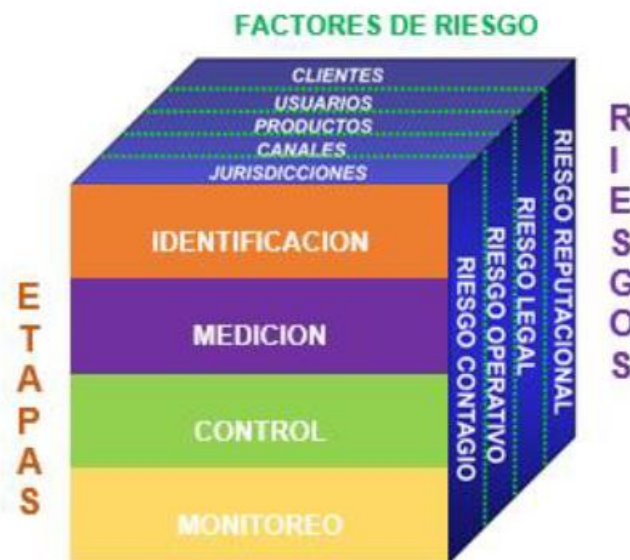 FACTORES DE RIESGO
CLIENTES
USUARIOS
PRODUCTOS
CANALES
JURISDICCIONES
ETAPAS
IDENTIFICACION
MEDICION
CONTROL
MONITOREO
RIESGO CONTAGIO
RIESGO OPERATIVO
RIESGO LEGAL
RIESGO REPUTACIONAL
RIESGOS